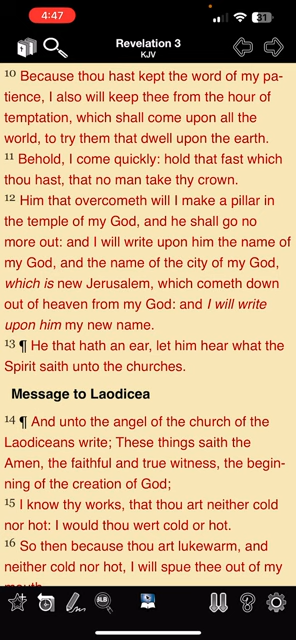 4:47
31
Revelation 3
KJV
10 Because thou hast kept the word of my pa-
tience, I also will keep thee from the hour of
temptation, which shall come upon all the
world, to try them that dwell upon the earth.
11 Behold, I come quickly: hold that fast which
thou hast, that no man take thy crown.
12 Him that overcometh will I make a pillar in
the temple of my God, and he shall go no
more out: and I will write upon him the name of
my God, and the name of the city of my God,
which is new Jerusalem, which cometh down
out of heaven from my God: and I will write
upon him my new name.
13 ¶ He that hath an ear, let him hear what the
Spirit saith unto the churches.
Message to Laodicea
14 ¶ And unto the angel of the church of the
Laodiceans write; These things saith the
Amen, the faithful and true witness, the begin-
ning of the creation of God;
15 I know thy works, that thou art neither cold
nor hot: I would thou wert cold or hot.
16 So then because thou art lukewarm, and
neither cold nor hot, I will spue thee out of my
mouth.